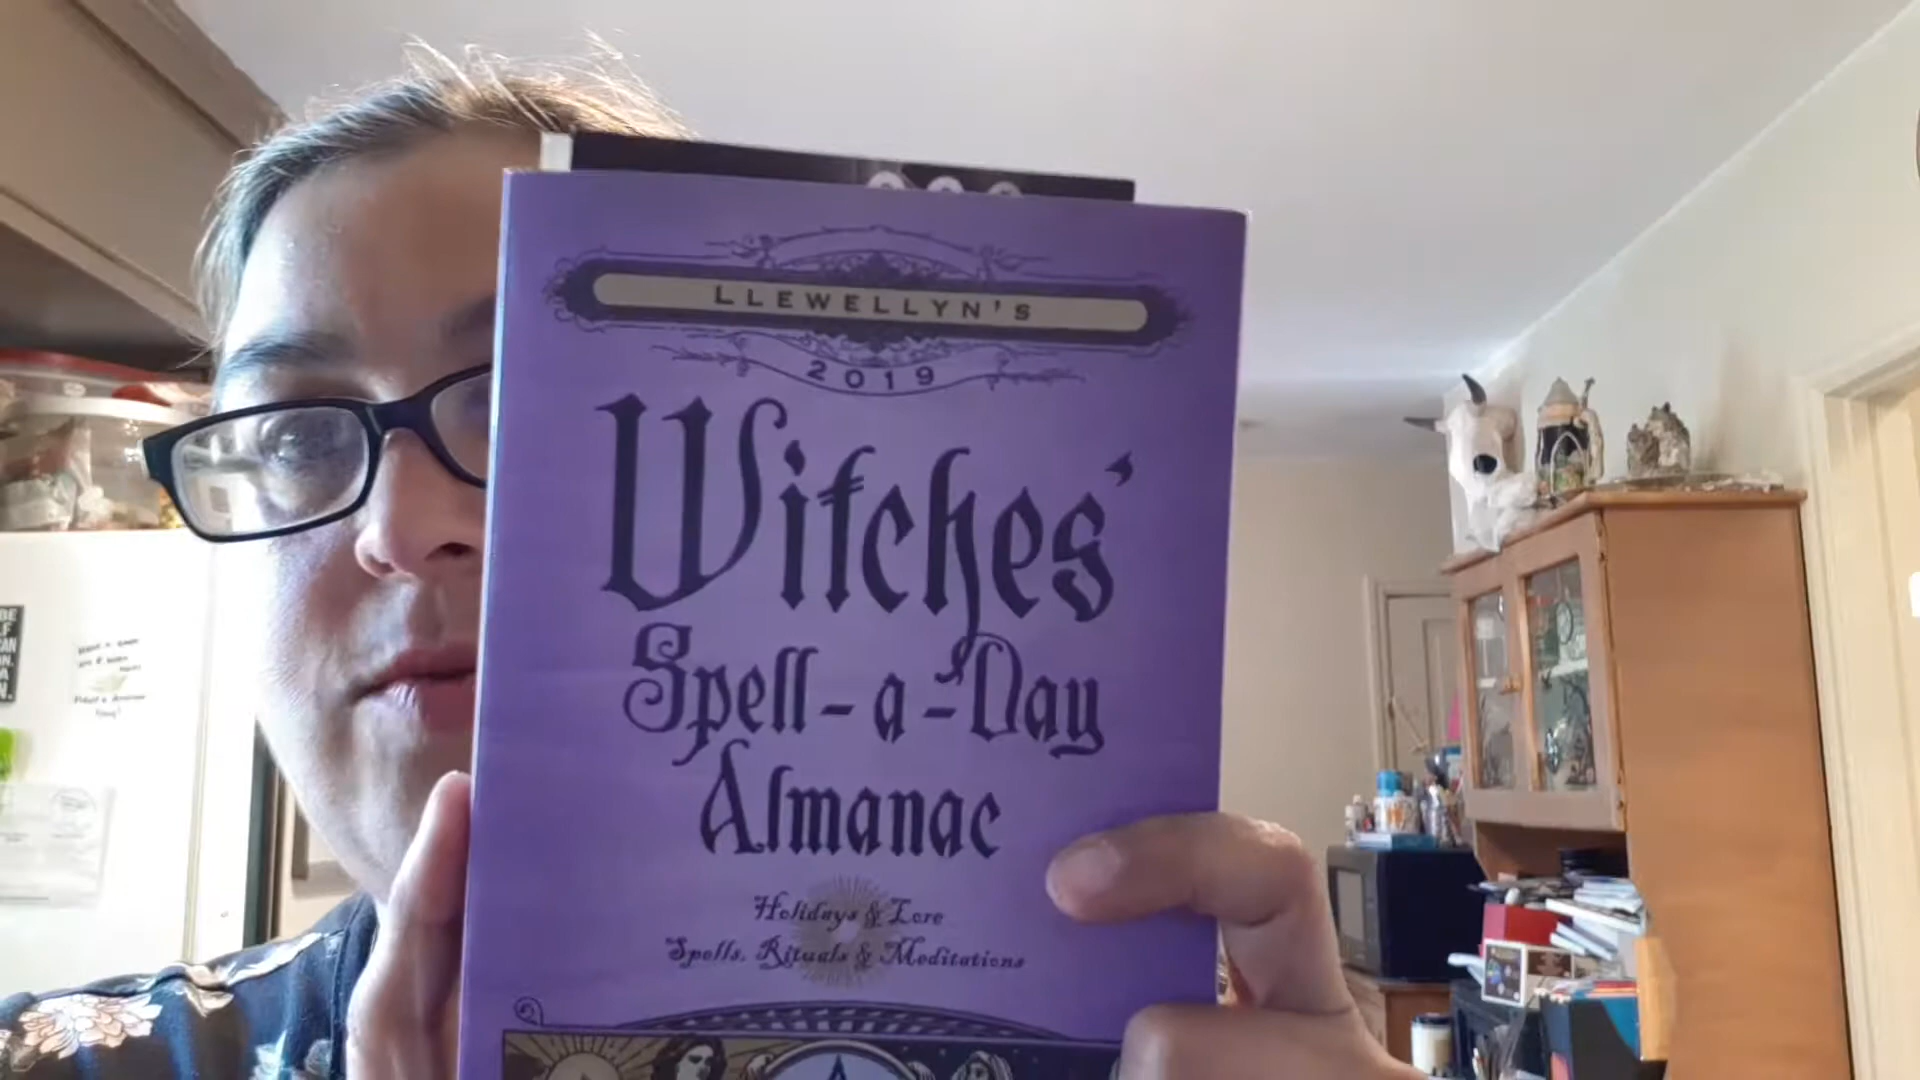 LLEWELLYN'S
2019
Witches'
Spell-a-Day
Almanac
Holidays & Lore
Spells, Rituals & Meditations